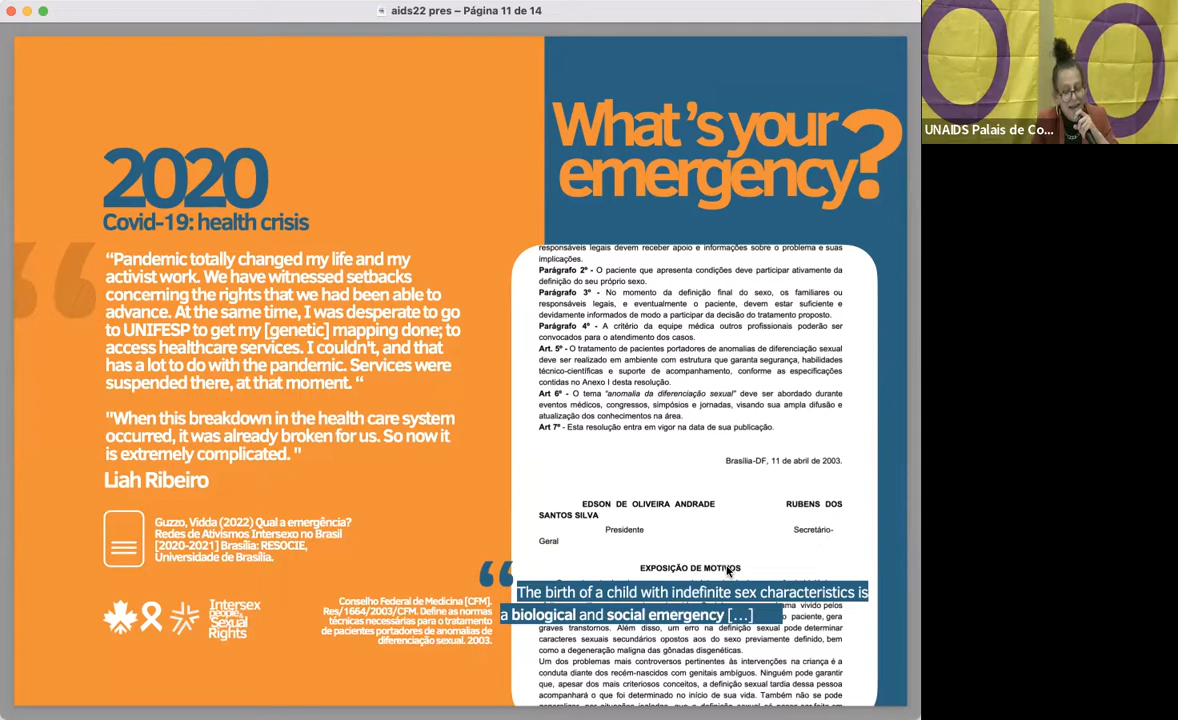 aids22 pres – Página 11 de 14
What's your
emergency?
2020
Covid-19: health crisis
“Pandemic totally changed my life and my
activist work. We have witnessed setbacks
concerning the rights that we had been able to
advance. At the same time, I was desperate to go
to UNIFESP to get my [genetic] mapping done; to
access healthcare services. I couldn't, and that
has a lot to do with the pandemic. Services were
suspended there, at that moment. “
"When this breakdown in the health care system
occurred, it was already broken for us. So now it
is extremely complicated. "
Liah Ribeiro
Guzzo, Vidda (2022) Qual a emergência?
Redes de Ativismos Intersexo no Brasil
[2020-2021] Brasília: RESOCIE,
Universidade de Brasília.
Intersex
people &
Sexual
Rights
Conselho Federal de Medicina [CFM].
Res/ 1664/2003/CFM. Define as normas
técnicas necessárias para o tratamento
de pacientes portadores de anomalias de
diferenciação sexual. 2003.
responsáveis legais devem receber apoio e informações sobre o problema e suas
implicações.
Parágrafo 2º - O paciente que apresenta condições deve participar ativamente da
definição do seu próprio sexo.
Parágrafo 3º - No momento da definição final do sexo, os familiares ou
responsáveis legais, e eventualmente o paciente, devem estar suficiente e
devidamente informados de modo a participar da decisão do tratamento proposto.
Parágrafo 4º - A critério da equipe médica outros profissionais poderão ser
convocados para o atendimento dos casos.
Art. 5º - O tratamento de pacientes portadores de anomalias de diferenciação sexual
deve ser realizado em ambiente com estrutura que garanta segurança, habilidades
técnico-científicas e suporte de acompanhamento, conforme as especificações
contidas no Anexo I desta resolução.
Art 6º - O tema "anomalia da diferenciação sexual" deve ser abordado durante
eventos médicos, congressos, simpósios e jornadas, visando sua ampla difusão e
atualização dos conhecimentos na área.
Art 7º - Esta resolução entra em vigor na data de sua publicação.
Brasília-DF, 11 de abril de 2003.
EDSON DE OLIVEIRA ANDRADE RUBENS DOS
SANTOS SILVA
Presidente Secretário-
Geral
EXPOSIÇÃO DE MOTIVOS
“The birth of a child with indefinite sex characteristics is
a biological and social emergency [...]
vivido pelos
paciente, gera
graves transtornos. Além disso, um erro na definição sexual pode determinar
caracteres sexuais secundários opostos aos do sexo previamente definido, bem
como a degeneração maligna das gônadas disgenéticas.
Um dos problemas mais controversos pertinentes às intervenções na criança é a
conduta diante dos recém-nascidos com genitais ambíguos. Ninguém pode garantir
que, apesar dos mais criteriosos conceitos, a definição sexual tardia dessa pessoa
acompanhará o que foi determinado no início de sua vida. Também não se pode
UNAIDS Palais de Co...